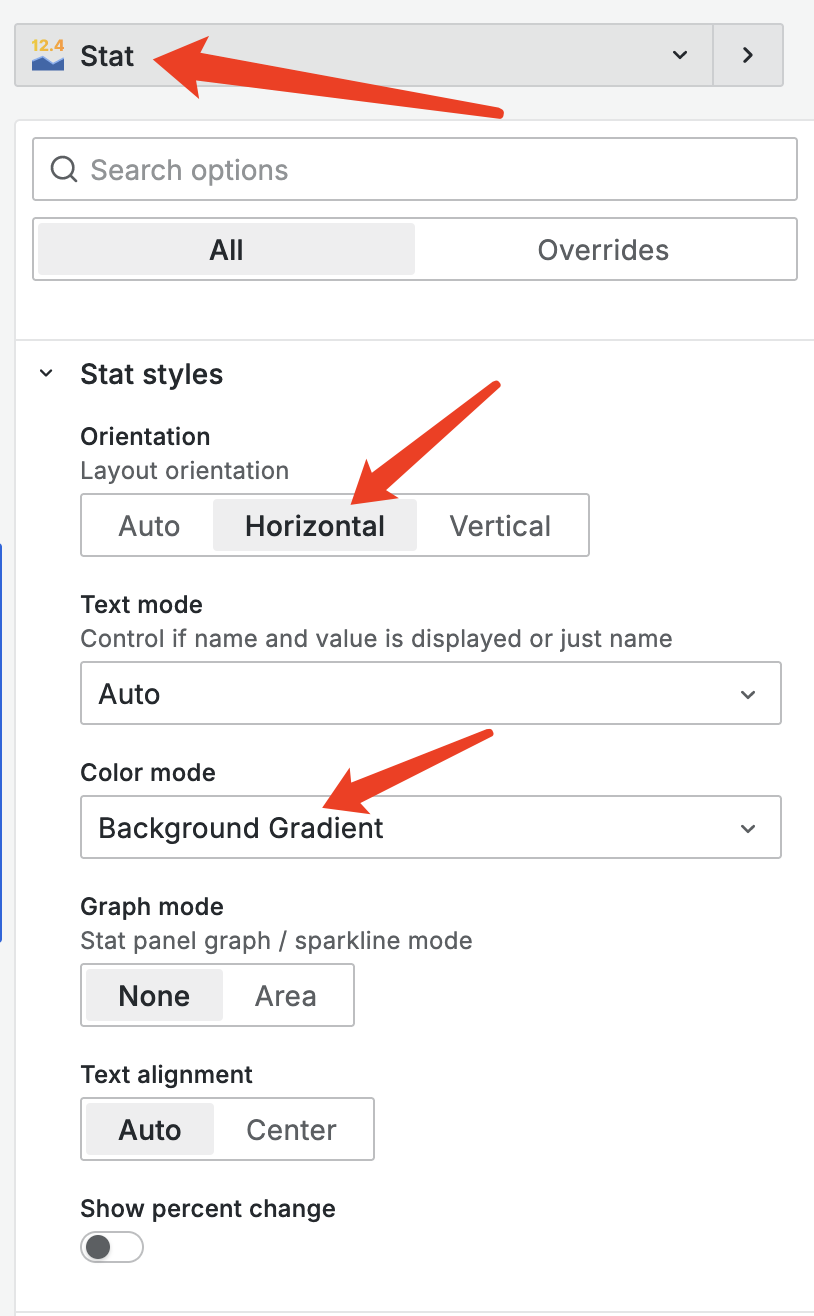 12.4
Stat
Search options
All Overrides
Stat styles
Orientation
Layout orientation
Auto Horizontal Vertical
Text mode
Control if name and value is displayed or just name
Auto
Color mode
Background Gradient
Graph mode
Stat panel graph / sparkline mode
None Area
Text alignment
Auto Center
Show percent change